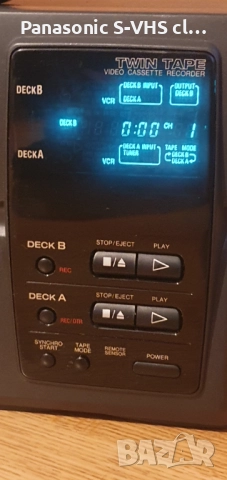 Panasonic S-VHS cl...
TWIN TAPE
VIDEO CASSETTE RECORDER
DECK B
DECK B INPUT
OUTPUT
VCR
DECK A
DECK B
DECK B
0:00 CH 1
DECK A
DECK A INPUT
TAPE MODE
VCR
TUNER
DECK B
DECK A
STOP/EJECT
PLAY
DECK B
REC
STOP/EJECT
PLAY
DECK A
REC/OTR
SYNCHRO START
TAPE MODE
REMOTE SENSOR
POWER
BAZAR